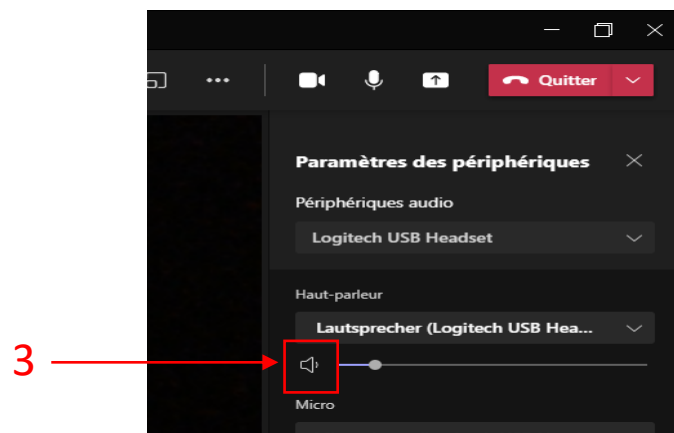 Quitter
Paramètres des périphériques
Périphériques audio
Logitech USB Headset
Haut-parleur
Lautsprecher (Logitech USB Hea...
3
Micro